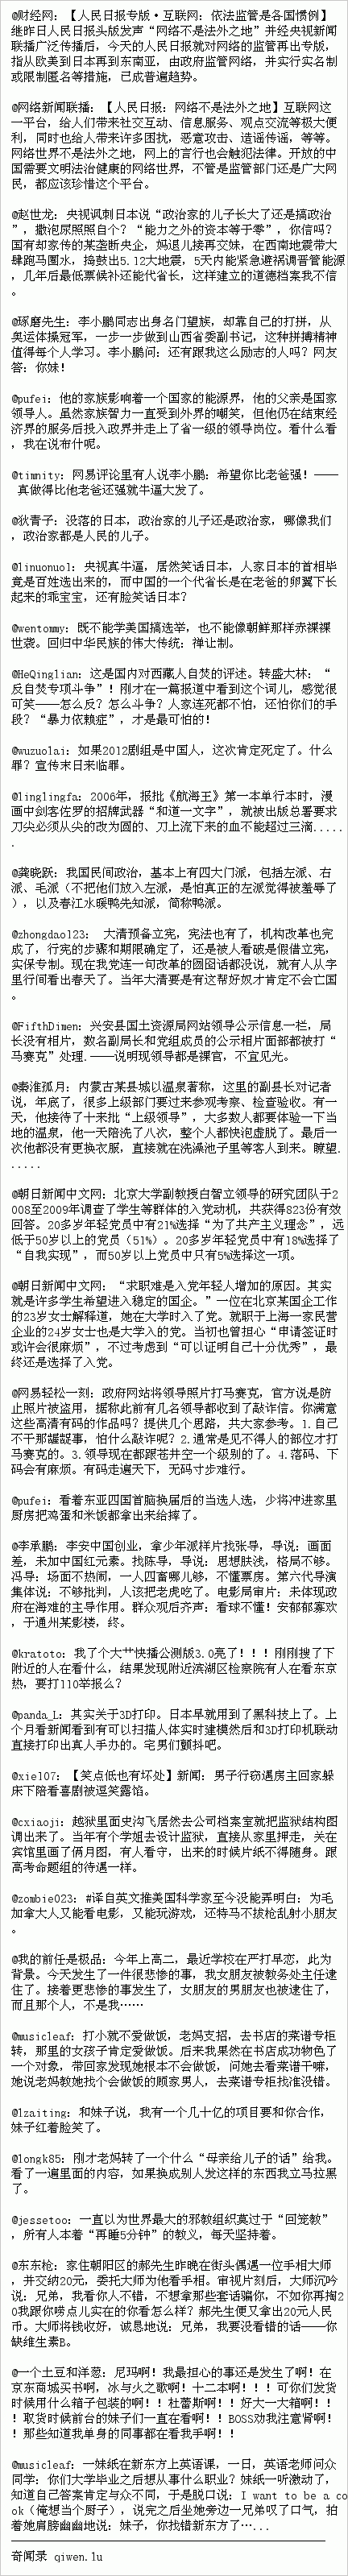 @财经网：【人民日报专版·互联网：依法监管是各国惯例】
继昨日人民日报头版发声“网络不是法外之地”并经央视新闻
联播广泛传播后，今天的人民日报就对网络的监管再出专版，
指从欧美到日本再到东南亚，由政府监管网络，并实行实名制
或限制匿名等措施，已成普遍趋势。
@网络新闻联播：【人民日报：网络不是法外之地】互联网这
一平台，给人们带来社交互动、信息服务、观点交流等极大便
利，同时也给人带来许多困扰，恶意攻击、造谣传谣，等等。
网络世界不是法外之地，网上的言行也会触犯法律。开放的中
国需要文明法治健康的网络世界，不管是监管部门还是广大网
民，都应该珍惜这个平台。
@赵世龙：央视讽刺日本说“政治家的儿子长大了还是搞政治
”，撒泡尿照照自个？“能力之外的资本等于零”，你信吗？
国有却家传的某垄断央企，妈退儿接再交妹，在西南地震带大
肆跑马圈水，捣鼓出5.12大地震，5天内能紧急避祸调晋管能源
，几年后最低票候补还能代省长，这样建立的道德档案我不信
。
@琢磨先生：李小鹏同志出身名门望族，却靠自己的打拼，从
奥运体操冠军，一步一步做到山西省委副书记，这种拼搏精神
值得每个人学习。李小鹏问：还有跟我这么励志的人吗？网友
答：你妹！
@pufei：他的家族影响着一个国家的能源界，他的父亲是国家
领导人。虽然家族智力一直受到外界的嘲笑，但他仍在结束经
济界的服务后投入政界并走上了省一级的领导岗位。看什么看
，我在说布什呢。
@timnity：网易评论里有人说李小鹏：希望你比老爸强！——
真做得比他老爸还强就牛逼大发了。
@狄青子：没落的日本，政治家的儿子还是政治家，哪像我们
，政治家都是人民的儿子。
@linuonuol：央视真牛逼，居然笑话日本，人家日本的首相毕
竟是百姓选出来的，而中国的一个代省长是在老爸的卵翼下长
起来的乖宝宝，还有脸笑话日本？
@wentommy：既不能学美国搞选举，也不能像朝鲜那样赤裸裸
世袭。回归中华民族的伟大传统：禅让制。
@HeQinglian：这是国内对西藏人自焚的评述。转盛大林：“
反自焚专项斗争”！刚才在一篇报道中看到这个词儿，感觉很
可笑——怎么反？怎么斗争？人家连死都不怕，还怕你们的手
段？“暴力依赖症”，才是最可怕的！
@wuzuolai：如果2012剧组是中国人，这次肯定死定了。什么
罪？宣传末日来临罪。
@linglingfa：2006年，报批《航海王》第一本单行本时，漫
画中剑客佐罗的招牌武器“和道一文字”，就被出版总署要求
刀尖必须从尖的改为圆的、刀上流下来的血不能超过三滴.....
.
@龚晓跃：我国民间政治，基本上有四大门派，包括左派、右
派、毛派（不把他们放入左派，是怕真正的左派觉得被羞辱了
），以及春江水暖鸭先知派，简称鸭派。
@zhongdao123： 大清预备立宪，宪法也有了，机构改革也完
成了，行宪的步骤和期限确定了，还是被人看破是假借立宪，
实保专制。现在我党连一句改革的囫囵话都没说，就有人从字
里行间看出春天了。当年大清要是有这帮好奴才肯定不会亡国
。
@FifthDimen：兴安县国土资源局网站领导公示信息一栏，局
长没有相片，数名副局长和党组成员的公示相片面部都被打“
马赛克”处理.——说明现领导都是裸官，不宜见光。
@秦淮孤月：内蒙古某县城以温泉著称，这里的副县长对记者
说，年底了，很多上级部门要过来参观考察、检查验收。有一
天，他接待了十来批“上级领导”，大多数人都要体验一下当
地的温泉，他一天陪洗了八次，整个人都快泡虚脱了。最后一
次他都没有更换衣服，直接就在洗澡池子里等客人到来。瞭望.
.....
@朝日新闻中文网：北京大学副教授白智立领导的研究团队于2
008至2009年调查了学生等群体的入党动机，共获得823份有效
回答。20多岁年轻党员中有21%选择“为了共产主义理念”，远
低于50岁以上的党员（51%）。20多岁年轻党员中有18%选择了
“自我实现”，而50岁以上党员中只有5%选择这一项。
@朝日新闻中文网：“求职难是入党年轻人增加的原因。其实
就是许多学生希望进入稳定的国企。”一位在北京某国企工作
的23岁女士解释道，她在大学时入了党。就职于上海一家民营
企业的24岁女士也是大学入的党。当初也曾担心“申请签证时
或许会很麻烦”，不过考虑到“可以证明自己十分优秀”，最
终还是选择了入党。
@网易轻松一刻：政府网站将领导照片打马赛克，官方说是防
止照片被盗用，据称此前有几名领导都收到了敲诈信。你满意
这些高清有码的作品吗？提供几个思路，共大家参考。1.自己
不干那龌龊事，怕什么敲诈呢？2.通常是见不得人的部位才打
马赛克的。3.领导现在都跟苍井空一个级别的了。4.落码、下
码会有麻烦。有码走遍天下，无码寸步难行。
@pufei：看着东亚四国首脑换届后的当选人选，少将冲进家里
厨房把鸡蛋和米饭都拿出来给摔了。
@李承鹏：李安中国创业，拿少年派样片找张导，导说：画面
差，未加中国红元素。找陈导，导说：思想肤浅，格局不够。
冯导：场面不热闹，一人四畜哪儿够，不懂票房。第六代导演
集体说：不够批判，人该把老虎吃了。电影局审片：未体现政
府在海难的主导作用。群众观后齐声：看球不懂！安郁郁寡欢
，于通州某影楼，终。
@kratoto：我了个大艹快播公测版3.0亮了！！！刚刚搜了下
附近的人在看什么，结果发现附近滨湖区检察院有人在看东京
热，要打110举报么？
@panda_L：其实关于3D打印。日本早就用到了黑科技上了。上
个月看新闻看到有可以扫描人体实时建模然后和3D打印机联动
直接打印出真人手办的。宅男们颤抖吧。
@xiel07：【笑点低也有坏处】新闻：男子行窃遇房主回家躲
床下陪看喜剧被逗笑露馅。
@cxiaoji：越狱里面史沟飞居然去公司档案室就把监狱结构图
调出来了。当年有个学姐去设计监狱，直接从家里押走，关在
宾馆里画了俩月图，有人看守，出来的时候片纸不得随身。跟
高考命题组的待遇一样。
@zombie023：#译自英文推美国科学家至今没能弄明白：为毛
加拿大人又能看电影，又能玩游戏，还特马不拔枪乱射小朋友
。
@我的前任是极品：今年上高二，最近学校在严打早恋，此为
背景。今天发生了一件很悲惨的事，我女朋友被教务处主任逮
住了。接着更悲惨的事发生了，女朋友的男朋友也被逮住了，
而且那个人，不是我……
@musicleaf：打小就不爱做饭，老妈支招，去书店的菜谱专柜
转，那里的女孩子肯定爱做饭。后来我果然在书店成功物色了
一个对象，带回家发现她根本不会做饭，问她去看菜谱干嘛，
她说老妈教她找个会做饭的顾家男人，去菜谱专柜找准没错。
@lzaiting：和妹子说，我有一个几十亿的项目要和你合作，
妹子红着脸笑了。
@longk85：刚才老妈转了一个什么“母亲给儿子的话”给我。
看了一遍里面的内容，如果换成别人发这样的东西我立马拉黑
了。
@jessetoo：一直以为世界最大的邪教组织莫过于“回笼教”
，所有人本着“再睡5分钟”的教义，每天坚持着。
@东东枪：家住朝阳区的郝先生昨晚在街头偶遇一位手相大师
，并交纳20元，委托大师为他看手相。审视片刻后，大师沉吟
说：兄弟，我看你人不错，不想拿那些套话骗你，不如你再掏2
0我跟你唠点儿实在的你看怎么样？郝先生便又拿出20元人民
币。大师将钱收好，诚恳地说：兄弟，我要没看错的话——你
缺维生素B。
@一个土豆和洋葱：尼玛啊！我最担心的事还是发生了啊！在
京东商城买书啊，冰与火之歌啊！十二本啊！！！可你们发货
时候用什么箱子包装的啊！！杜蕾斯啊！！好大一大箱啊！！
！取货时候前台的妹子们一直在看啊！！BOSS劝我注意肾啊！
！那些知道我单身的同事都在看我手啊！！
@musicleaf：一妹纸在新东方上英语课，一日，英语老师问众
同学：你们大学毕业之后想从事什么职业？妹纸一听激动了，
知道自己答案肯定与众不同，于是脱口说：I want to be a co
ok（俺想当个厨子），说完之后坐她旁边一兄弟叹了口气，拍
着她肩膀幽幽地说：妹子，你找错新东方了…...
奇闻录 qiwen.lu